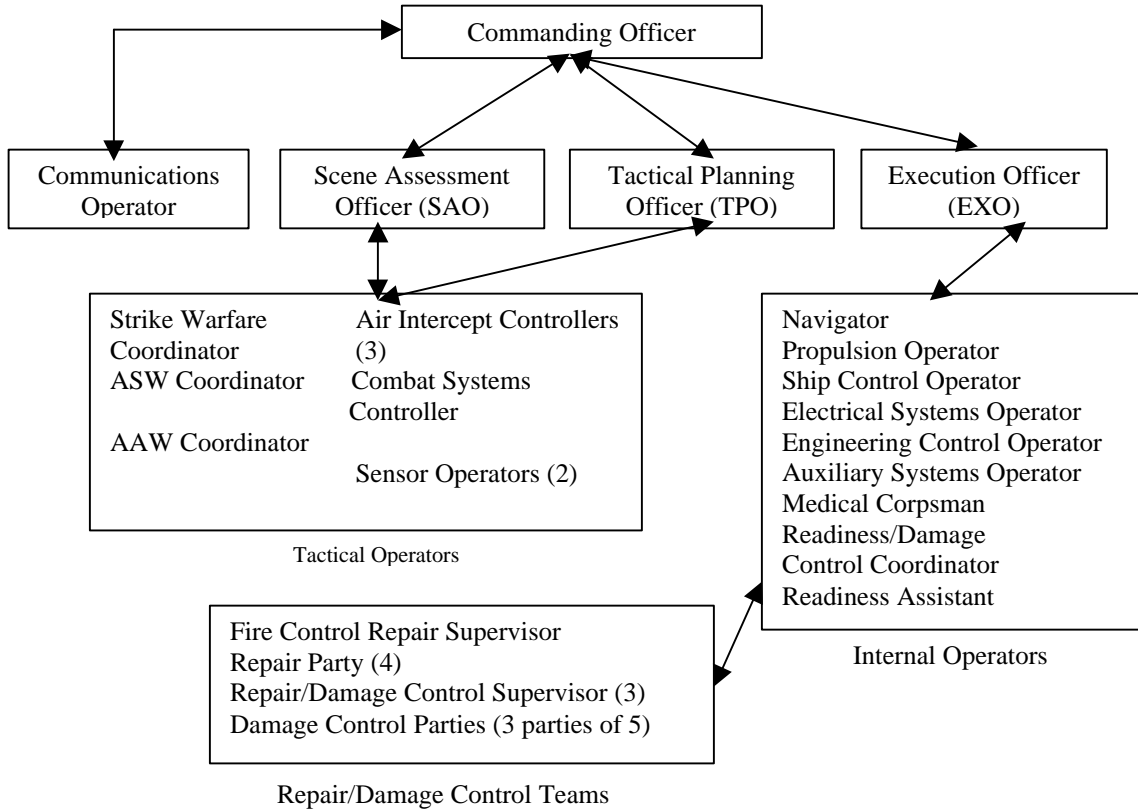 Commanding Officer
Communications
Operator
Scene Assessment
Officer (SAO)
Tactical Planning
Officer (TPO)
Execution Officer
(EXO)
Strike Warfare
Coordinator
ASW Coordinator
AAW Coordinator
Air Intercept Controllers
(3)
Combat Systems
Controller
Sensor Operators (2)
Tactical Operators
Navigator
Propulsion Operator
Ship Control Operator
Electrical Systems Operator
Engineering Control Operator
Auxiliary Systems Operator
Medical Corpsman
Readiness/Damage
Control Coordinator
Readiness Assistant
Internal Operators
Fire Control Repair Supervisor
Repair Party (4)
Repair/Damage Control Supervisor (3)
Damage Control Parties (3 parties of 5)
Repair/Damage Control Teams